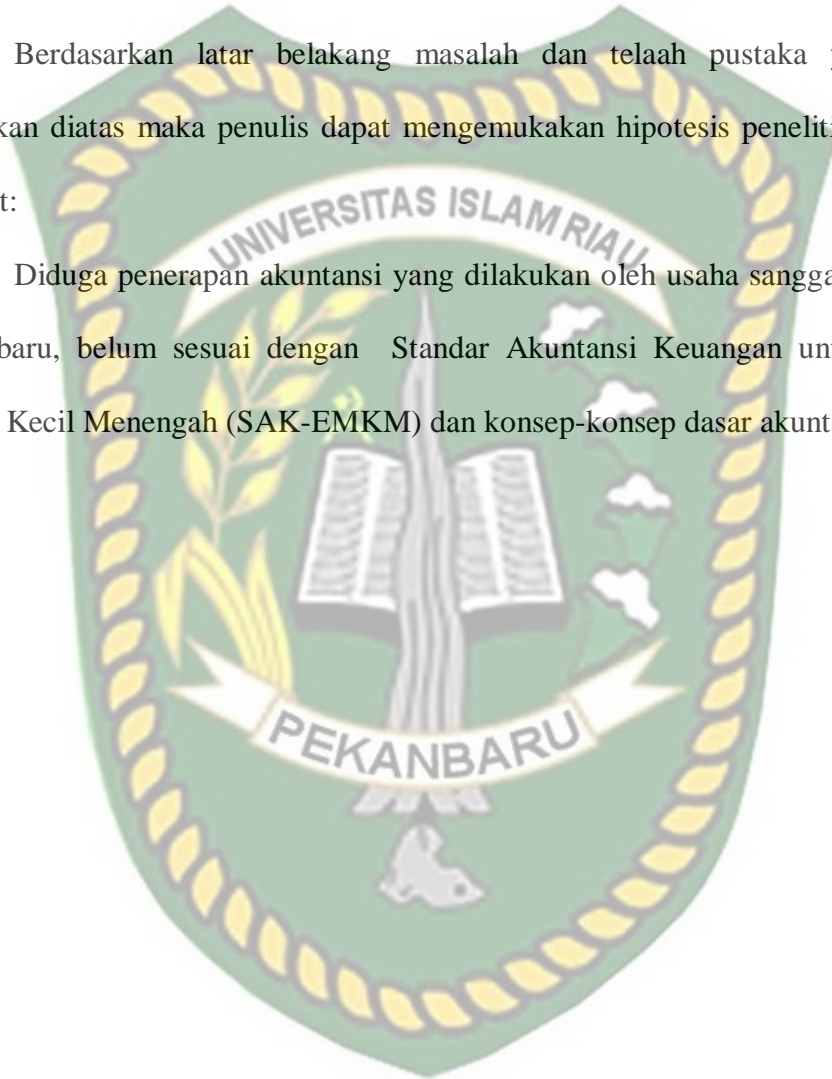 Berdasarkan latar belakang masalah dan telaah pustaka
kan diatas maka penulis dapat mengemukakan hipotesis peneliti
t:
UNIVERSITAS ISLAM RIAU
Diduga penerapan akuntansi yang dilakukan oleh usaha sangga
baru, belum sesuai dengan Standar Akuntansi Keuangan un
Kecil Menengah (SAK-EMKM) dan konsep-konsep dasar akunt
PEKANBARU